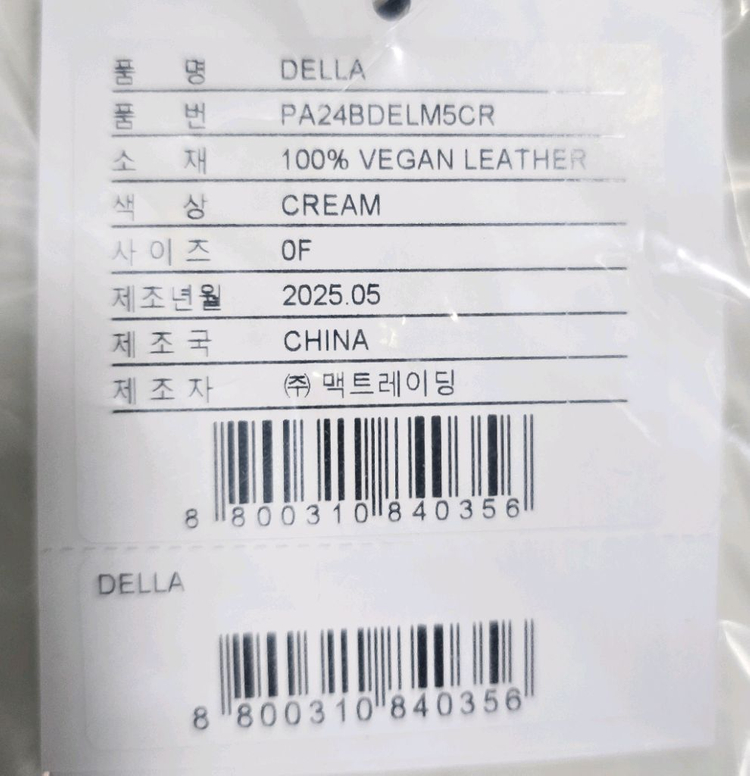 품 명 DELLA
품 번 PA24BDELM5CR
소 재 100% VEGAN LEATHER
색 상 CREAM
사 이 즈 0F
제조년월 2025.05
제 조 국 CHINA
제 조 자 ㈜ 맥트레이딩
8 800310 840356
DELLA
8 800310 840356